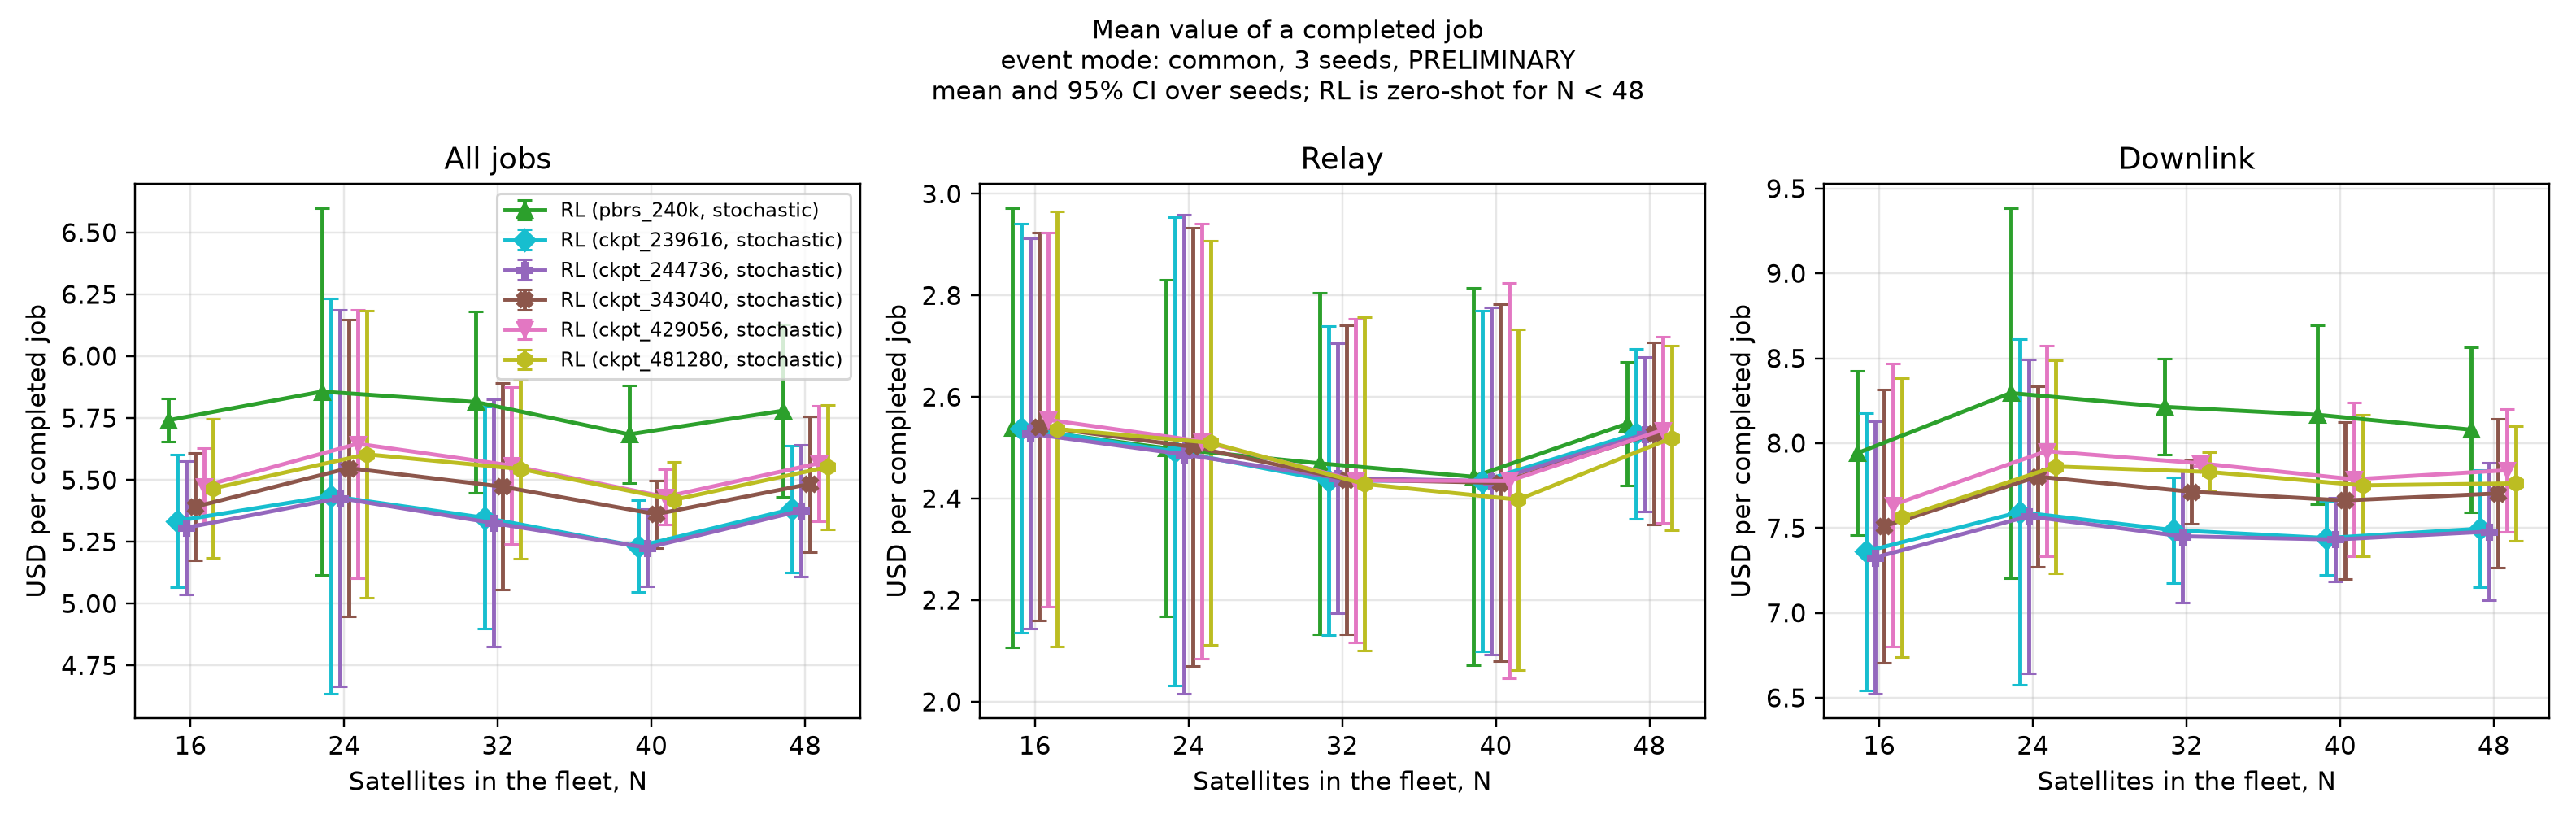 Mean value of a completed job
event mode: common, 3 seeds, PRELIMINARY
mean and 95% CI over seeds; RL is zero-shot for N < 48
All jobs
USD per completed job
6.50
6.25
6.00
5.75
5.50
5.25
5.00
4.75
RL (pbrs_240k, stochastic)
RL (ckpt_239616, stochastic)
RL (ckpt_244736, stochastic)
RL (ckpt_343040, stochastic)
RL (ckpt_429056, stochastic)
RL (ckpt_481280, stochastic)
16 24 32 40 48
Satellites in the fleet, N
Relay
USD per completed job
3.0
2.8
2.6
2.4
2.2
2.0
16 24 32 40 48
Satellites in the fleet, N
Downlink
USD per completed job
9.5
9.0
8.5
8.0
7.5
7.0
6.5
16 24 32 40 48
Satellites in the fleet, N